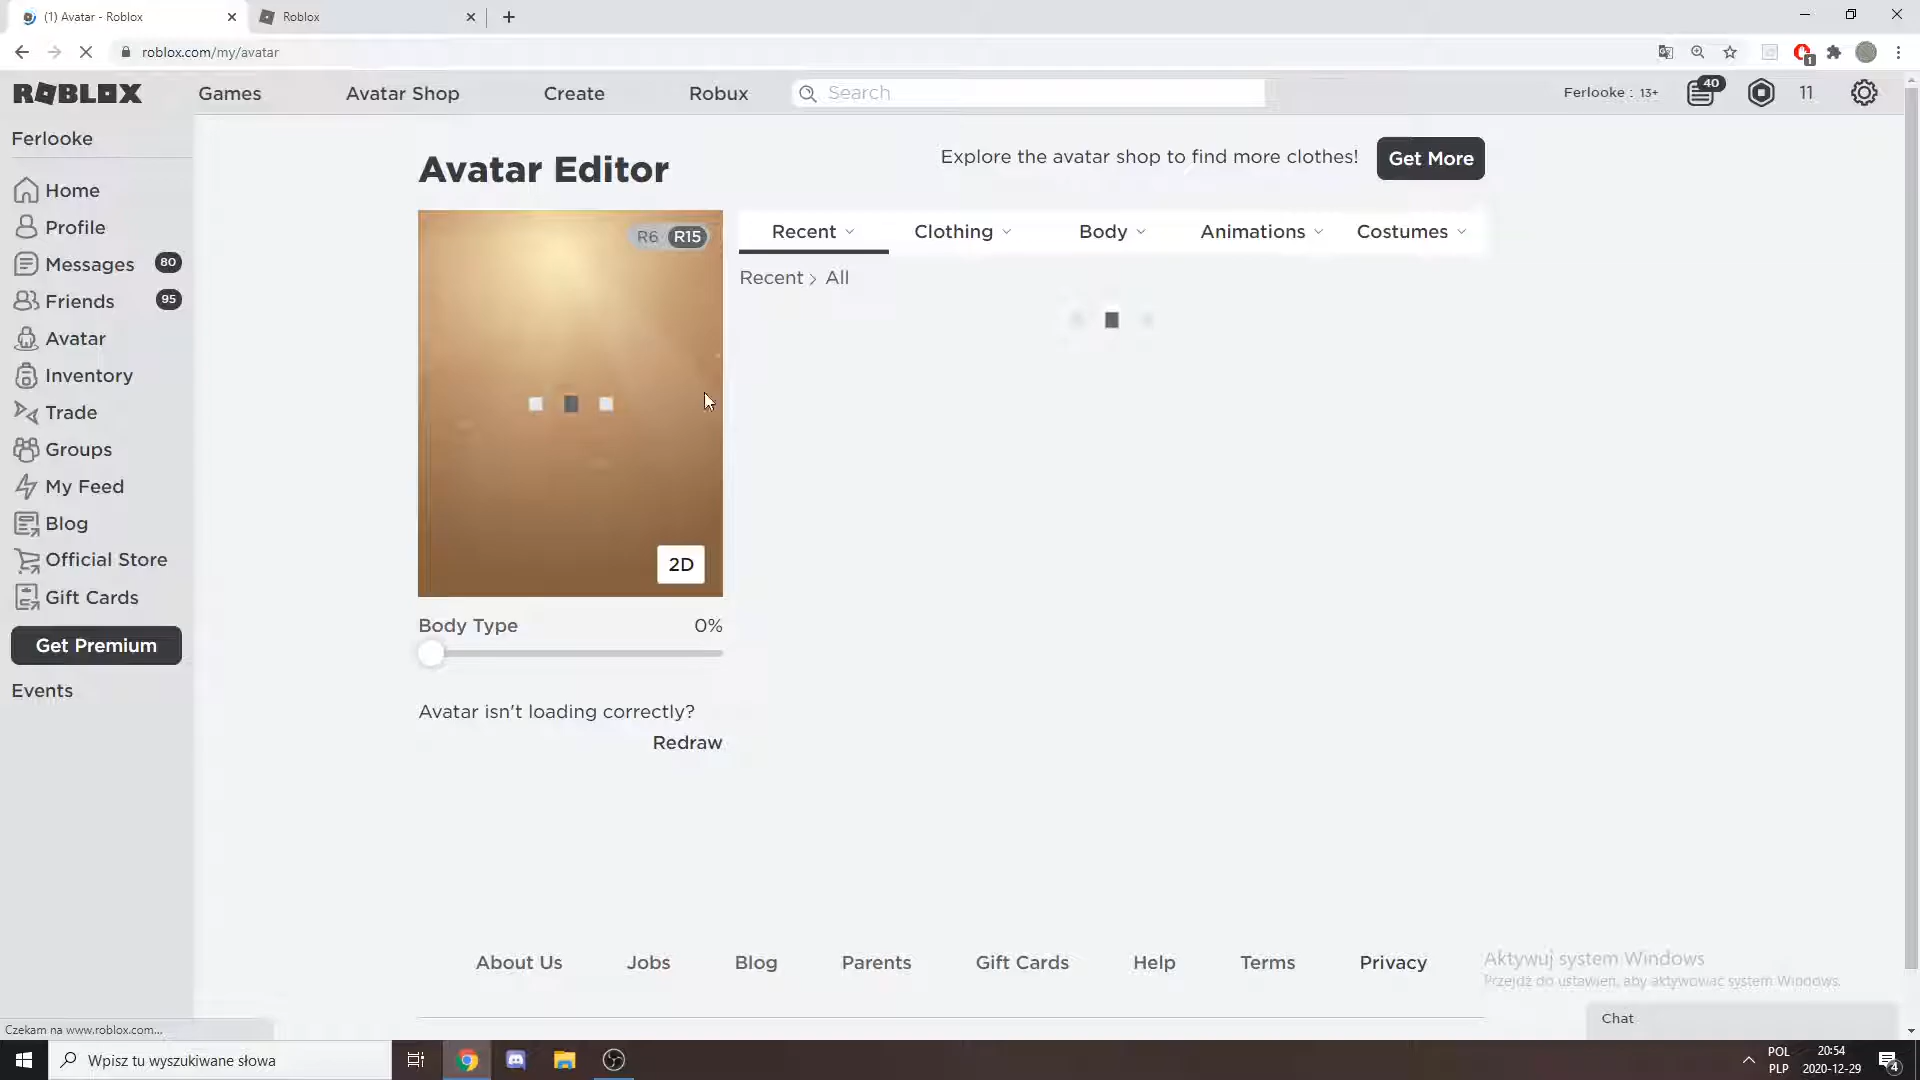 (1) Avatar - Roblox
Roblox
roblox.com/my/avatar
1
ROBLOX
Games
Avatar Shop
Create
Robux
Search
Ferlooke : 13+
40
11
Ferlooke
Home
Profile
Messages 80
Friends 95
Avatar
Inventory
Trade
Groups
My Feed
Blog
Official Store
Gift Cards
Get Premium
Events
Avatar Editor
Explore the avatar shop to find more clothes!
Get More
R6 R15
2D
Body Type 0%
Avatar isn't loading correctly?
Redraw
Recent
Clothing
Body
Animations
Costumes
Recent > All
About Us
Jobs
Blog
Parents
Gift Cards
Help
Terms
Privacy
Aktywuj system Windows
Przejdź do ustawień, aby aktywować system Windows.
Chat
Czekam na www.roblox.com...
Wpisz tu wyszukiwane słowa
POL
PLP
20:54
2020-12-29
4